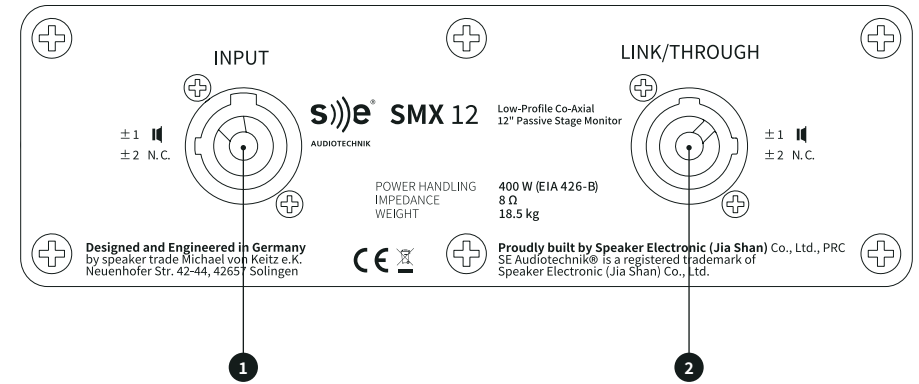 INPUT
LINK/THROUGH
s)))e® SMX 12
AUDIOTECHNIK
Low-Profile Co-Axial
12" Passive Stage Monitor
±1
±2 N.C.
±1
±2 N.C.
POWER HANDLING 400 W (EIA 426-B)
IMPEDANCE 8 Ω
WEIGHT 18.5 kg
Designed and Engineered in Germany
by speaker trade Michael von Keitz e.K.
Neuenhofer Str. 42-44, 42657 Solingen
CE
Proudly built by Speaker Electronic (Jia Shan) Co., Ltd., PRC
SE Audiotechnik® is a registered trademark of
Speaker Electronic (Jia Shan) Co., Ltd.
1
2